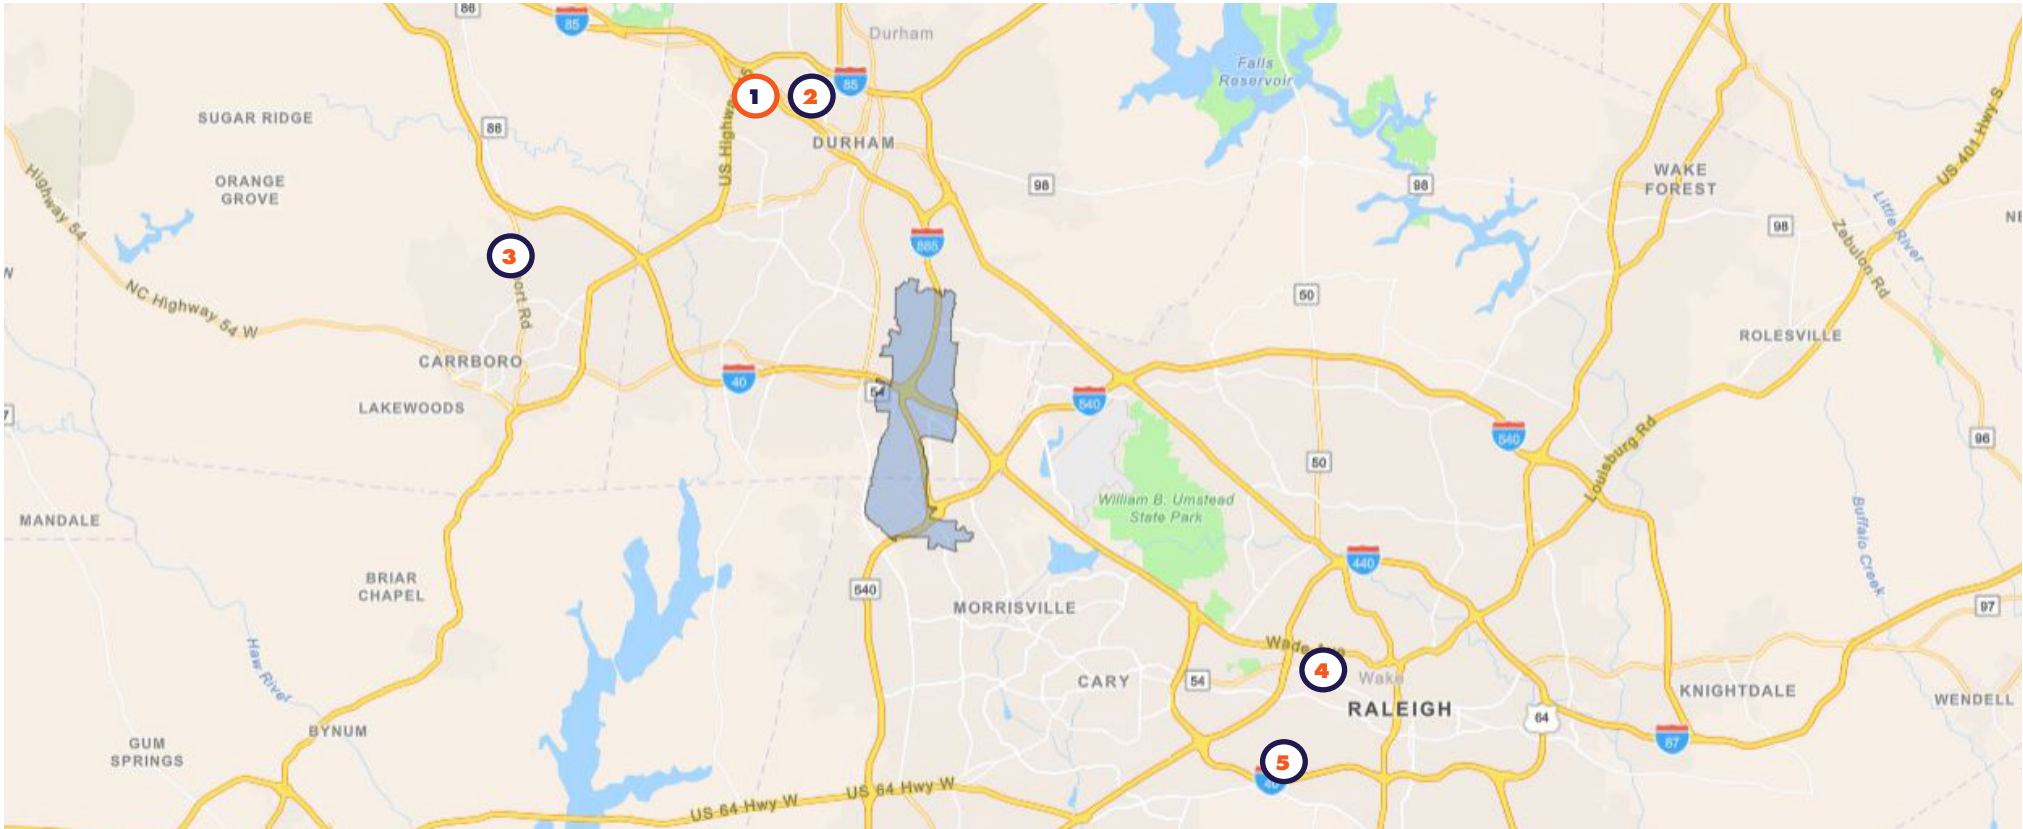 86
85
Durham
Falls
Reservoir
85
1
2
SUGAR RIDGE
86
US Highwa
DURHAM
US 401 Hwy S
98
98
WAKE
FOREST
ORANGE
GROVE
Highway 54
Little River
98
Zebulon Rd
885
3
ort Rd
NC Highway 54 W
50
ROLESVILLE
CARRBORO
40
54
540
LAKEWOODS
540
Louisburg Rd
96
50
William B. Umstead
State Park
MANDALE
Buffalo Creek
440
BRIAR
CHAPEL
540
MORRISVILLE
97
Haw River
Wade Ave
4
Wake
CARY
54
RALEIGH
KNIGHTDALE
WENDELL
64
BYNUM
87
GUM
SPRINGS
5
40
US 64 Hwy W
US 64 Hwy W